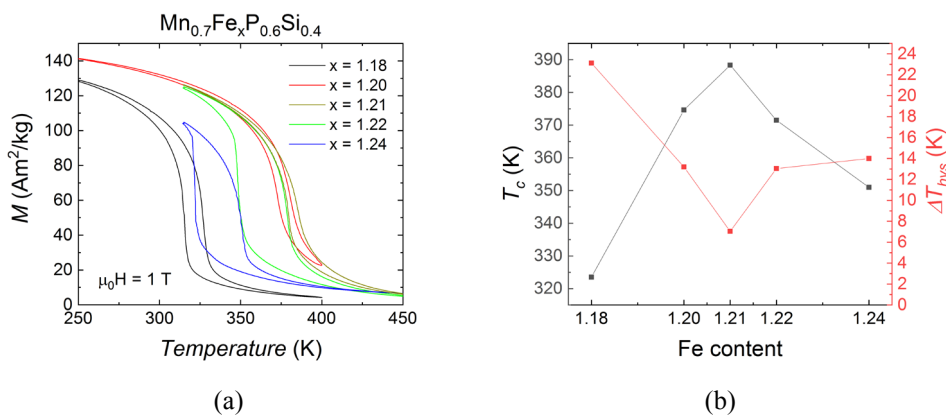 Mn0.7FexP0.6Si0.4
M (Am2/kg)
140
120
100
80
60
40
20
0
x = 1.18
x = 1.20
x = 1.21
x = 1.22
x = 1.24
μ0H = 1 T
250 300 350 400 450
Temperature (K)
(a)
Tc (K)
390
380
370
360
350
340
330
320
24
22
20
18
16
14
12
10
8
6
4
2
0
ΔThys (K)
1.18 1.20 1.21 1.22 1.24
Fe content
(b)